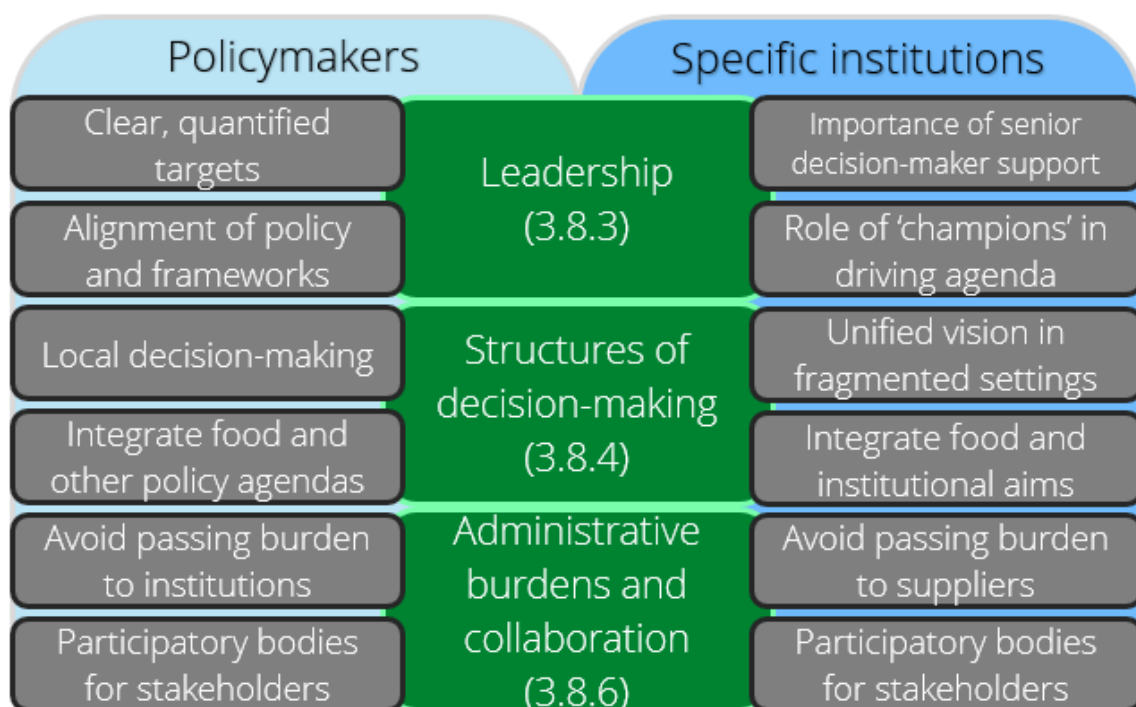 Policymakers
Specific institutions
Clear, quantified
targets
Alignment of policy
and frameworks
Leadership
(3.8.3)
Importance of senior
decision-maker support
Role of ‘champions’ in
driving agenda
Local decision-making
Integrate food and
other policy agendas
Structures of
decision-making
(3.8.4)
Unified vision in
fragmented settings
Integrate food and
institutional aims
Avoid passing burden
to institutions
Participatory bodies
for stakeholders
Administrative
burdens and
collaboration
(3.8.6)
Avoid passing burden
to suppliers
Participatory bodies
for stakeholders